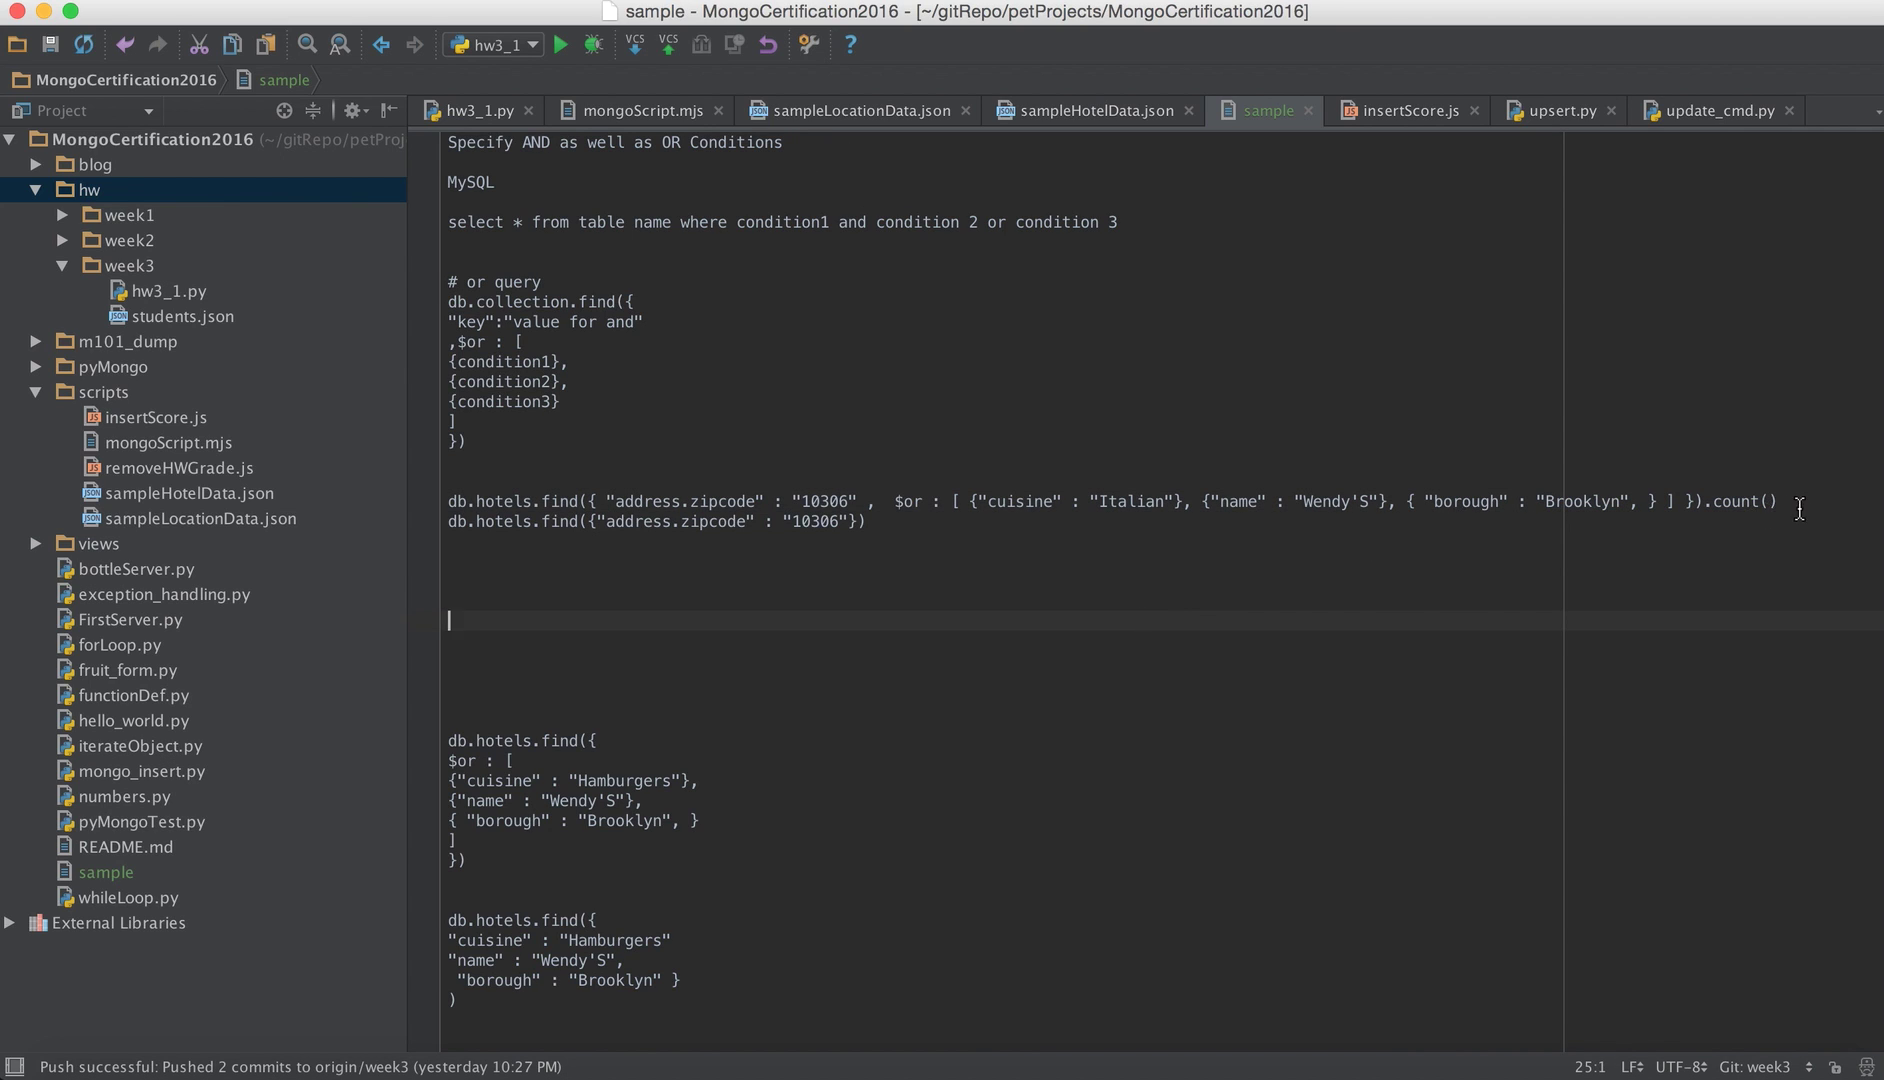 sample - MongoCertification2016 - [~/gitRepo/petProjects/MongoCertification2016]
hw3_1
VCS
VCS
?
MongoCertification2016
sample
Project
hw3_1.py
mongoScript.mjs
sampleLocationData.json
sampleHotelData.json
sample
insertScore.js
upsert.py
update_cmd.py
MongoCertification2016 (~/gitRepo/petProj
blog
hw
week1
week2
week3
hw3_1.py
students.json
m101_dump
pyMongo
scripts
insertScore.js
mongoScript.mjs
removeHWGrade.js
sampleHotelData.json
sampleLocationData.json
views
bottleServer.py
exception_handling.py
FirstServer.py
forLoop.py
fruit_form.py
functionDef.py
hello_world.py
iterateObject.py
mongo_insert.py
numbers.py
pyMongoTest.py
README.md
sample
whileLoop.py
External Libraries
Specify AND as well as OR Conditions
MySQL
select * from table name where condition1 and condition 2 or condition 3
# or query
db.collection.find({
"key":"value for and"
,$or : [
{condition1},
{condition2},
{condition3}
]
})
db.hotels.find({ "address.zipcode" : "10306" ,  $or : [ {"cuisine" : "Italian"}, {"name" : "Wendy'S"}, { "borough" : "Brooklyn", } ] }).count()
db.hotels.find({"address.zipcode" : "10306"})
db.hotels.find({
$or : [
{"cuisine" : "Hamburgers"},
{"name" : "Wendy'S"},
{ "borough" : "Brooklyn", }
]
})
db.hotels.find({
"cuisine" : "Hamburgers"
"name" : "Wendy'S",
"borough" : "Brooklyn" }
)
Push successful: Pushed 2 commits to origin/week3 (yesterday 10:27 PM)
25:1 LF UTF-8 Git: week3